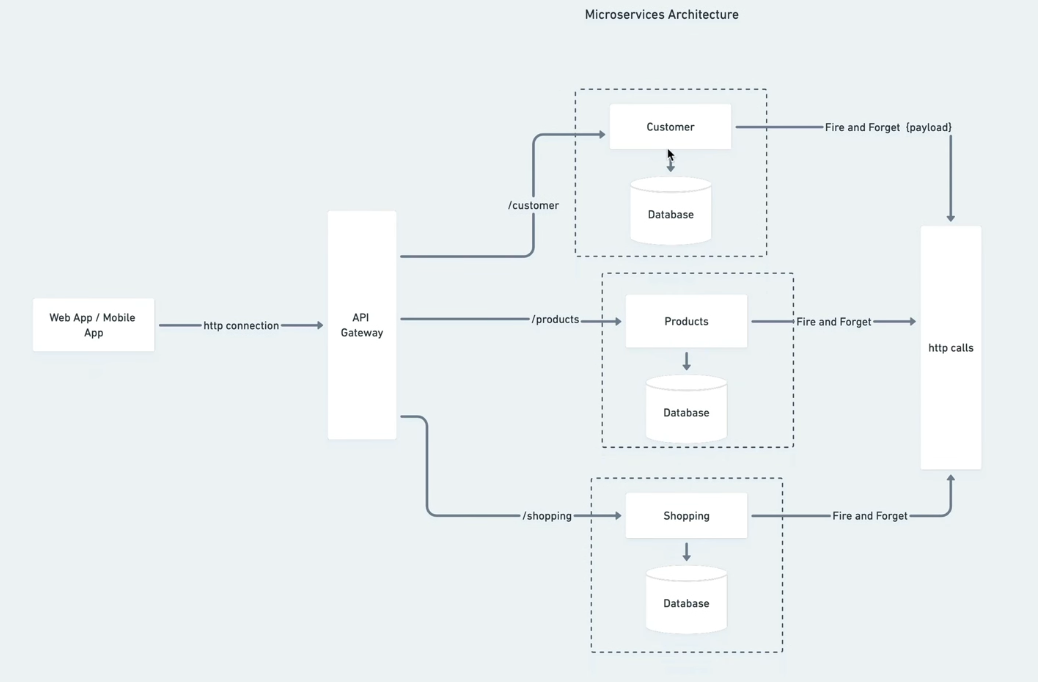 Microservices Architecture
Customer
Fire and Forget {payload}
Database
/customer
Web App / Mobile
App
http connection
API
Gateway
/products
Products
Fire and Forget
http calls
Database
/shopping
Shopping
Fire and Forget
Database